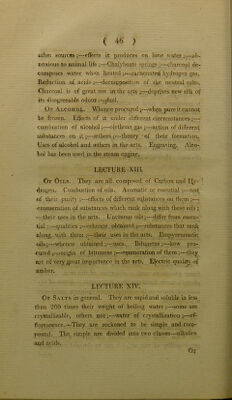 ( 46 )
other sources;—effects it produces on lime water;—ob-
noxious to animal life;—Chalybeate springs;—charcoal de-
composes water when heated;—carbonated hydrogen gas.
Reduction of acids;—decomposition of the neutral salts.
Charcoal is of great use in the arts;—deprives new silk of
its disagreeable odour;—fuel.
Of Alcohol. Whence procured;—when pure it cannot
be frozen. Effects of it under different circumstances;—
combustion of alcohol;—olefient gas;—action of different
substances on it;—æthers;—theory of their formation.
Uses of alcohol and æthers in the arts. Engraving. Alco-
hol has been used in the steam engine.
LECTURE XIII.
Of Oils. They are all composed of Carbon and Hy-
drogen. Combustion of oils. Aromatic or essential;—test
of their purity;—effects of different substances on them;—
enumeration of substances which rank along with these oils;
—their uses in the arts. Unctuous oils;—differ from essen-
tial;—qualities;—whence obtained;—substances that rank
along with them;—their uses in the arts. Empyreumatic
oils;—whence obtained;—uses. Bitumens;—how pro-
cured;—origin of bitumens;—enumeration of them;—they
are of very great importance in the arts. Electric quality of
amber.
LECTURE XIV.
Of Salts in general. They are sapid and soluble in less
than 200 times their weight of boiling water;—some are
crystallizable, others not;—water of crystallization;—ef-
florescence.—They are reckoned to be simple and com-
pound. The simple are divided into two classes—alkalies
and acids.
Of